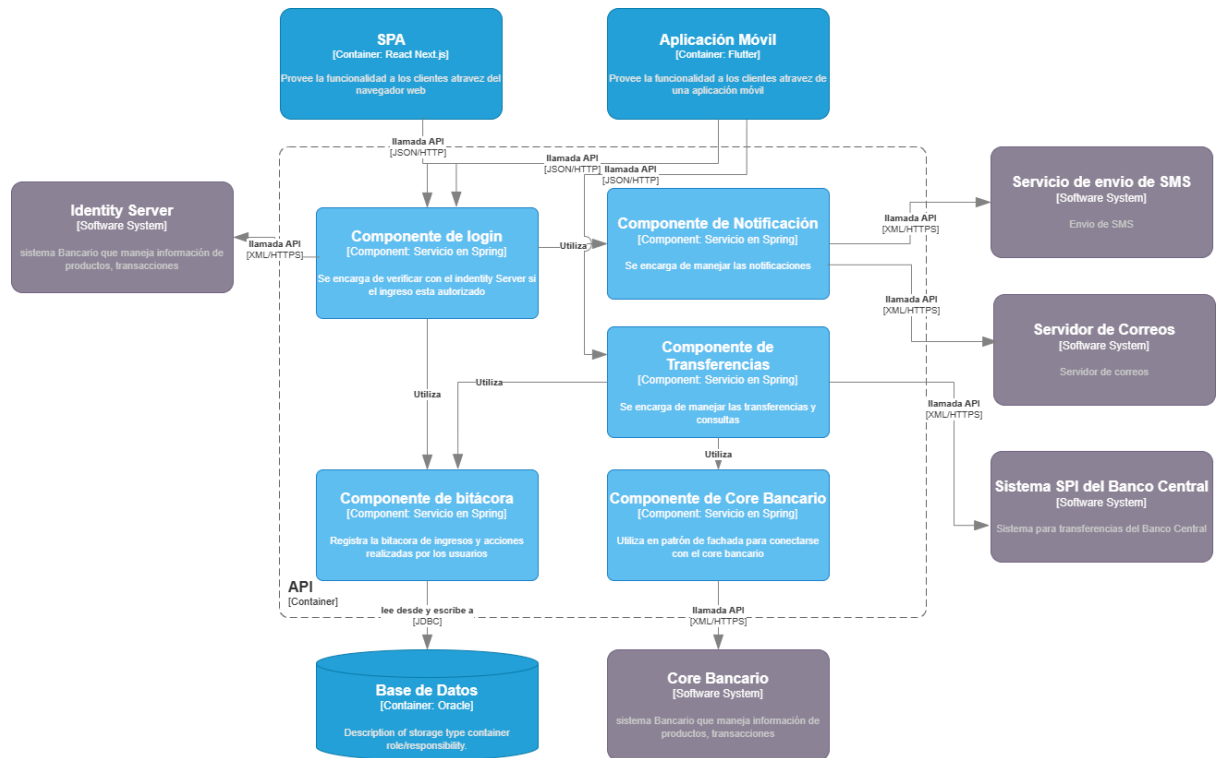 SPA
[Container: React Next.js]
Provee la funcionalidad a los clientes atravez del
navegador web
Aplicación Móvil
[Container: Flutter]
Provee la funcionalidad a los clientes atravez de
una aplicación móvil
llamada API
[JSON/HTTP]
llamada API
[JSON/HTTP]
llamada API
[JSON/HTTP]
Identity Server
[Software System]
sistema Bancario que maneja información de
productos, transacciones
llamada API
[XML/HTTPS]
Componente de login
[Component: Servicio en Spring]
Se encarga de verificar con el indentity Server si
el ingreso esta autorizado
Utiliza
Componente de Notificación
[Component: Servicio en Spring]
Se encarga de manejar las notificaciones
llamada API
[XML/HTTPS]
Servicio de envio de SMS
[Software System]
Envio de SMS
llamada API
[XML/HTTPS]
Servidor de Correos
[Software System]
Servidor de correos
Componente de
Transferencias
[Component: Servicio en Spring]
Se encarga de manejar las transferencias y
consultas
Utiliza
Utiliza
llamada API
[XML/HTTPS]
Utiliza
Sistema SPI del Banco Central
[Software System]
Sistema para transferencias del Banco Central
Componente de bitácora
[Component: Servicio en Spring]
Registra la bitacora de ingresos y acciones
realizadas por los usuarios
Componente de Core Bancario
[Component: Servicio en Spring]
Utiliza en patrón de fachada para conectarse
con el core bancario
API
[Container]
lee desde y escribe a
[JDBC]
llamada API
[XML/HTTPS]
Base de Datos
[Container: Oracle]
Description of storage type container
role/responsibility.
Core Bancario
[Software System]
sistema Bancario que maneja información de
productos, transacciones